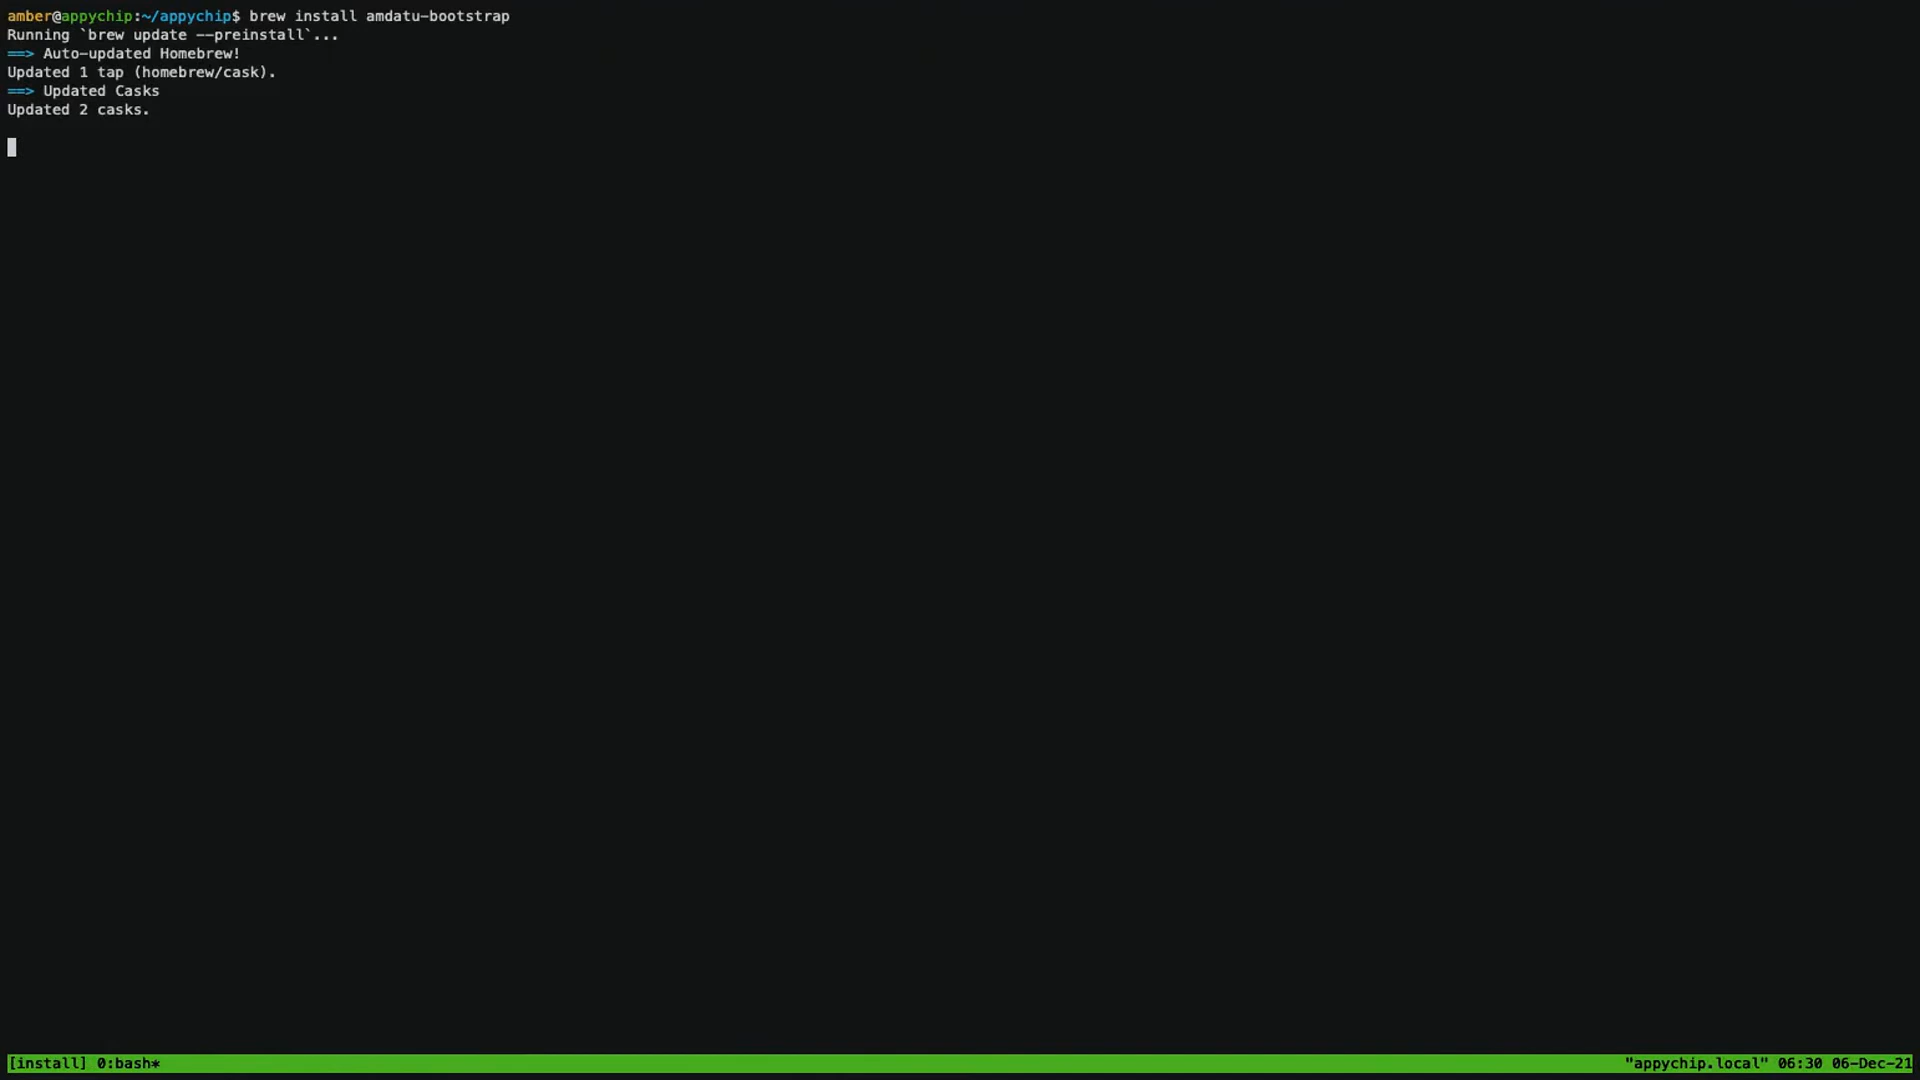 amber@appychip:~/appychip$ brew install amdatu-bootstrap
Running `brew update --preinstall`...
==> Auto-updated Homebrew!
Updated 1 tap (homebrew/cask).
==> Updated Casks
Updated 2 casks.
[install] 0:bash* "appychip.local" 06:30 06-Dec-21